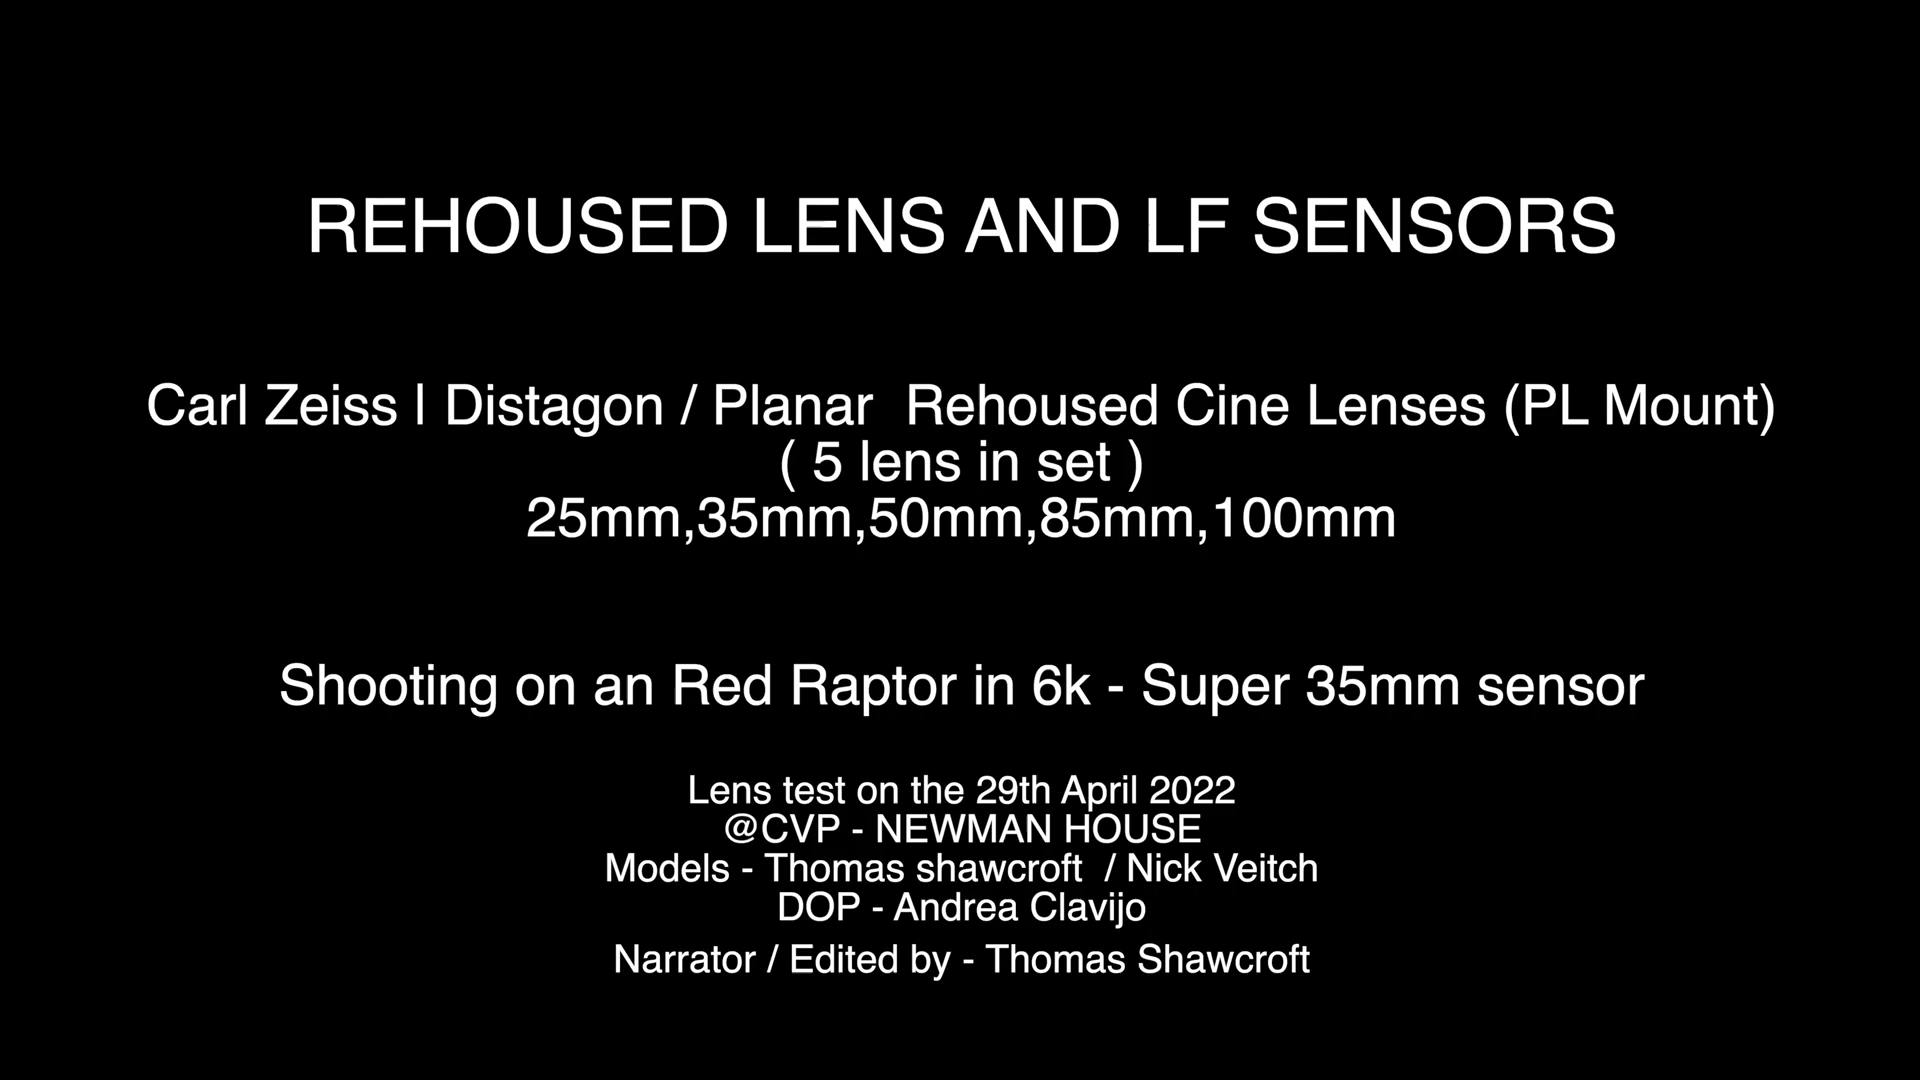 REHOUSED LENS AND LF SENSORS
Carl Zeiss | Distagon / Planar  Rehoused Cine Lenses (PL Mount)
( 5 lens in set )
25mm,35mm,50mm,85mm,100mm
Shooting on an Red Raptor in 6k - Super 35mm sensor
Lens test on the 29th April 2022
@CVP - NEWMAN HOUSE
Models - Thomas shawcroft  / Nick Veitch
DOP - Andrea Clavijo
Narrator / Edited by - Thomas Shawcroft